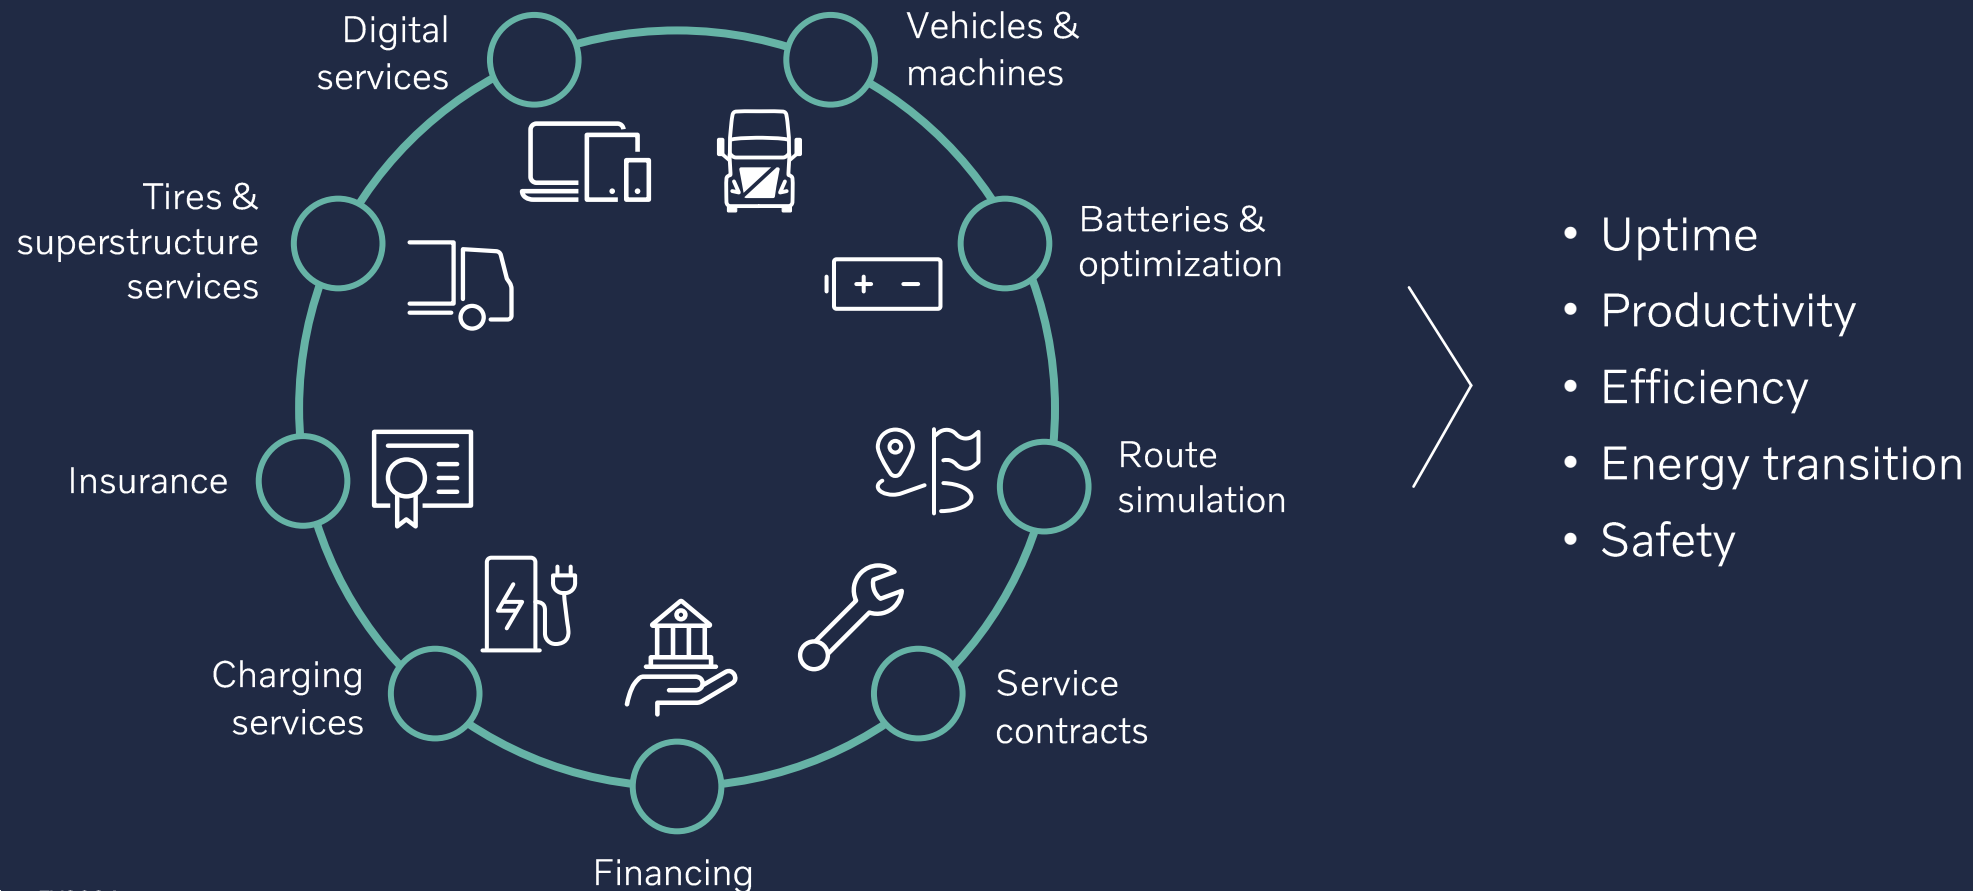 Digital
services
Vehicles &
machines
Tires &
superstructure
services
Batteries &
optimization
Insurance
Route
simulation
Charging
services
Service
contracts
Financing
• Uptime
• Productivity
• Efficiency
• Energy transition
• Safety